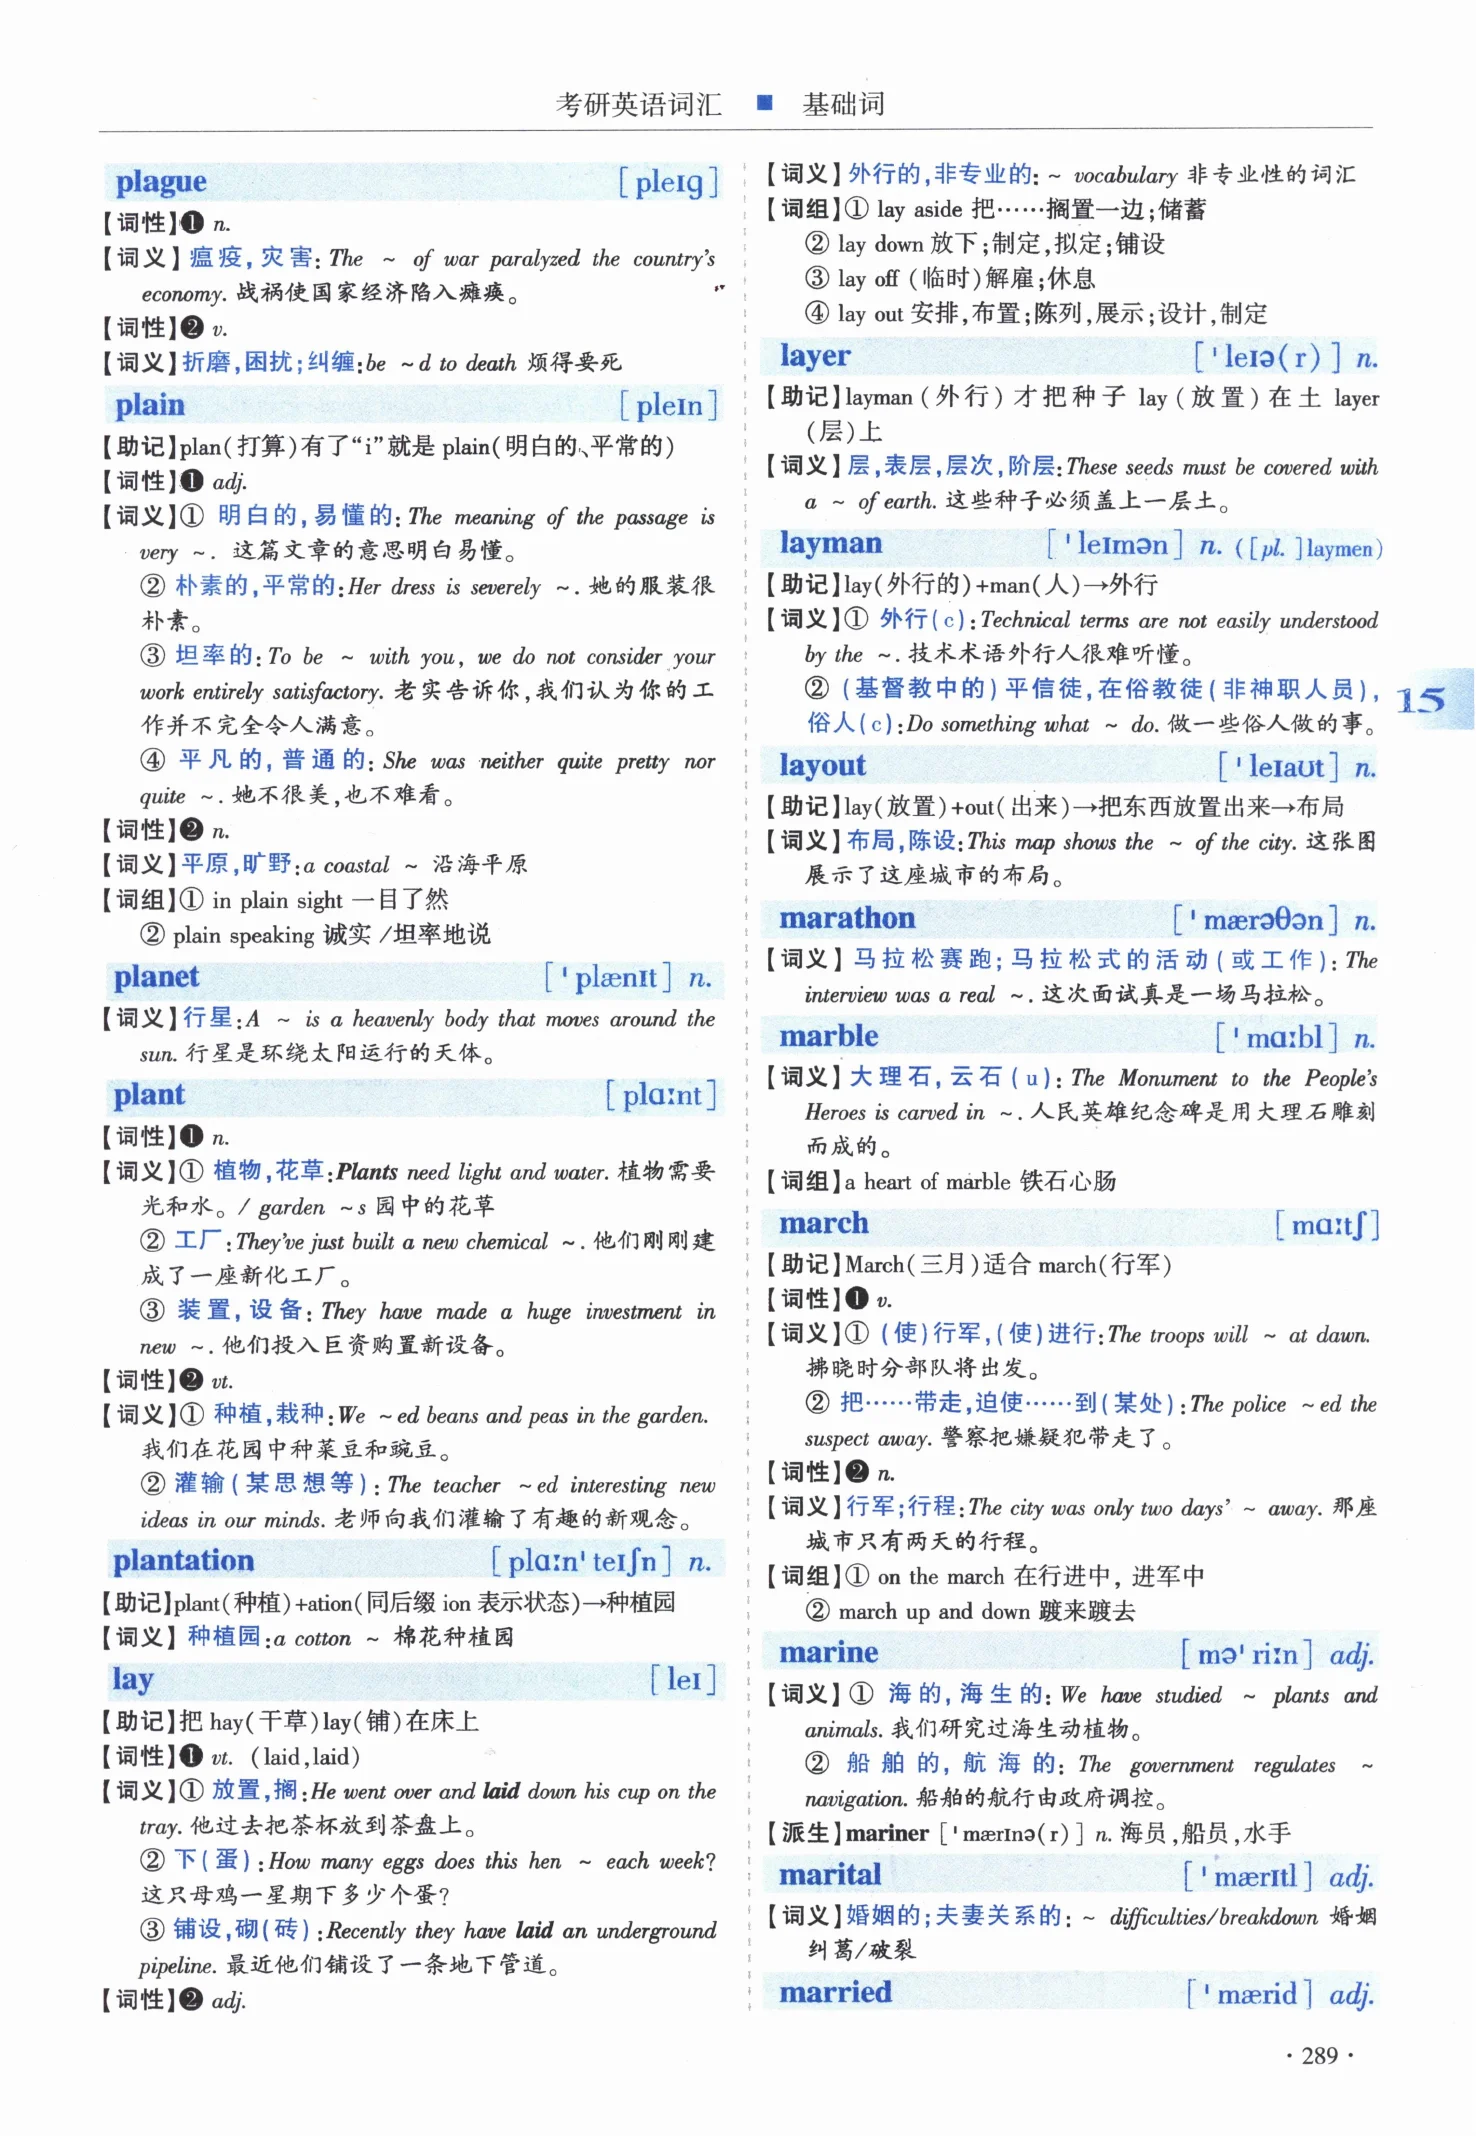 考研英语词汇 ■ 基础词
plague [pleɪɡ]
【词性】❶ n.
【词义】瘟疫,灾害: The ~ of war paralyzed the country's
economy. 战祸使国家经济陷入瘫痪。
【词性】❷ v.
【词义】折磨,困扰;纠缠:be ~d to death 烦得要死
plain [pleɪn]
【助记】plan(打算)有了“i”就是 plain(明白的、平常的)
【词性】❶ adj.
【词义】① 明白的,易懂的: The meaning of the passage is
very ~. 这篇文章的意思明白易懂。
② 朴素的,平常的:Her dress is severely ~. 她的服装很
朴素。
③ 坦率的: To be ~ with you, we do not consider your
work entirely satisfactory. 老实告诉你,我们认为你的工
作并不完全令人满意。
④ 平凡的,普通的: She was neither quite pretty nor
quite ~. 她不很美,也不难看。
【词性】❷ n.
【词义】平原,旷野:a coastal ~ 沿海平原
【词组】① in plain sight 一目了然
② plain speaking 诚实/坦率地说
planet [ˈplænɪt] n.
【词义】行星:A ~ is a heavenly body that moves around the
sun. 行星是环绕太阳运行的天体。
plant [plɑːnt]
【词性】❶ n.
【词义】① 植物,花草:Plants need light and water. 植物需要
光和水。/ garden ~s 园中的花草
② 工厂:They've just built a new chemical ~. 他们刚刚建
成了一座新化工厂。
③ 装置,设备: They have made a huge investment in
new ~. 他们投入巨资购置新设备。
【词性】❷ vt.
【词义】① 种植,栽种:We ~ed beans and peas in the garden.
我们在花园中种菜豆和豌豆。
② 灌输(某思想等): The teacher ~ed interesting new
ideas in our minds. 老师向我们灌输了有趣的新观念。
plantation [plɑːnˈteɪʃn] n.
【助记】plant(种植)+ation(同后缀 ion 表示状态)→种植园
【词义】种植园:a cotton ~ 棉花种植园
lay [leɪ]
【助记】把 hay(干草)lay(铺)在床上
【词性】❶ vt. (laid,laid)
【词义】① 放置,搁:He went over and laid down his cup on the
tray. 他过去把茶杯放到茶盘上。
② 下(蛋):How many eggs does this hen ~ each week?
这只母鸡一星期下多少个蛋?
③ 铺设,砌(砖):Recently they have laid an underground
pipeline. 最近他们铺设了一条地下管道。
【词性】❷ adj.
【词义】外行的,非专业的: ~ vocabulary 非专业性的词汇
【词组】① lay aside 把……搁置一边;储蓄
② lay down 放下;制定,拟定;铺设
③ lay off (临时)解雇;休息
④ lay out 安排,布置;陈列,展示;设计,制定
layer [ˈleɪə(r)] n.
【助记】layman (外行) 才把种子 lay (放置) 在土 layer
(层)上
【词义】层,表层,层次,阶层:These seeds must be covered with
a ~ of earth. 这些种子必须盖上一层土。
layman [ˈleɪmən] n. ([pl.]laymen)
【助记】lay(外行的)+man(人)→外行
【词义】① 外行(c):Technical terms are not easily understood
by the ~. 技术术语外行人很难听懂。
② (基督教中的)平信徒,在俗教徒(非神职人员),
俗人(c):Do something what ~ do. 做一些俗人做的事。
15
layout [ˈleɪaʊt] n.
【助记】lay(放置)+out(出来)→把东西放置出来→布局
【词义】布局,陈设:This map shows the ~ of the city. 这张图
展示了这座城市的布局。
marathon [ˈmærəθən] n.
【词义】马拉松赛跑;马拉松式的活动(或工作): The
interview was a real ~. 这次面试真是一场马拉松。
marble [ˈmɑːbl] n.
【词义】大理石,云石(u): The Monument to the People's
Heroes is carved in ~. 人民英雄纪念碑是用大理石雕刻
而成的。
【词组】a heart of marble 铁石心肠
march [mɑːtʃ]
【助记】March(三月)适合 march(行军)
【词性】❶ v.
【词义】① (使)行军,(使)进行:The troops will ~ at dawn.
拂晓时分部队将出发。
② 把……带走,迫使……到(某处):The police ~ed the
suspect away. 警察把嫌疑犯带走了。
【词性】❷ n.
【词义】行军;行程:The city was only two days' ~ away. 那座
城市只有两天的行程。
【词组】① on the march 在行进中, 进军中
② march up and down 踱来踱去
marine [məˈriːn] adj.
【词义】① 海的,海生的: We have studied ~ plants and
animals. 我们研究过海生动植物。
② 船舶的,航海的: The government regulates ~
navigation. 船舶的航行由政府调控。
【派生】mariner [ˈmærɪnə(r)] n. 海员,船员,水手
marital [ˈmærɪtl] adj.
【词义】婚姻的;夫妻关系的: ~ difficulties/breakdown 婚姻
纠葛/破裂
married [ˈmærid] adj.
· 289 ·